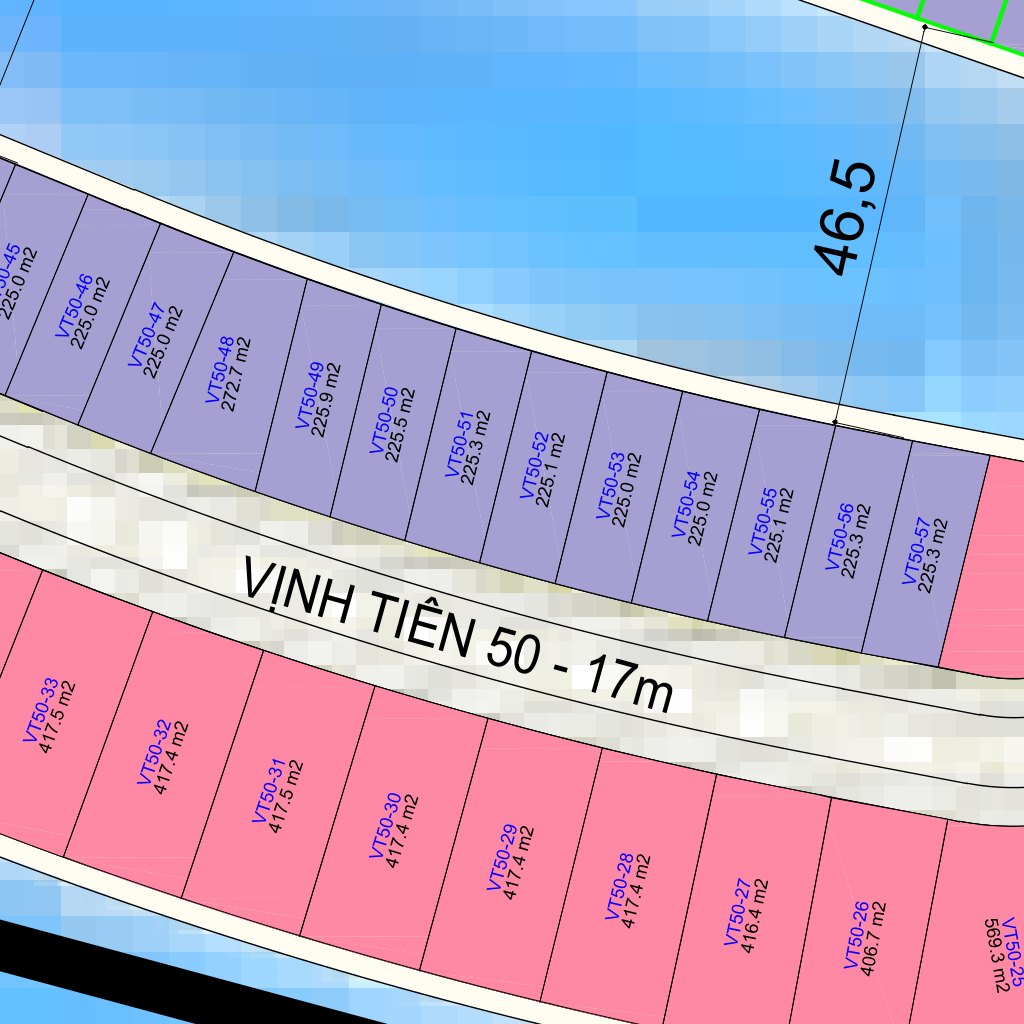 46,5
50-45
225.0 m2
VT50-46
225.0 m2
VT50-47
225.0 m2
VT50-48
272.7 m2
VT50-49
225.9 m2
VT50-50
225.5 m2
VT50-51
225.3 m2
VT50-52
225.1 m2
VT50-53
225.0 m2
VT50-54
225.0 m2
VT50-55
225.1 m2
VT50-56
225.3 m2
VT50-57
225.3 m2
VỊNH TIÊN 50 - 17m
VT50-33
417.5 m2
VT50-32
417.4 m2
VT50-31
417.5 m2
VT50-30
417.4 m2
VT50-29
417.4 m2
VT50-28
417.4 m2
VT50-27
416.4 m2
VT50-26
406.7 m2
VT50-25
569.3 m2